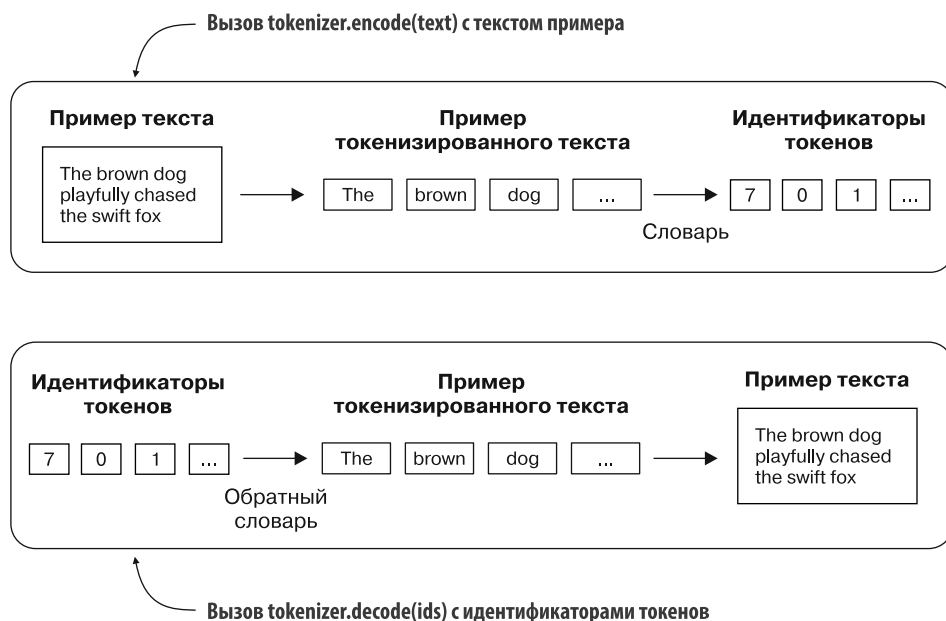 Вызов tokenizer.encode(text) с текстом примера
Пример текста
The brown dog
playfully chased
the swift fox
Пример
токенизированного текста
The brown dog ...
Словарь
Идентификаторы
токенов
7 0 1 ...
Идентификаторы
токенов
7 0 1 ...
Обратный
словарь
Пример
токенизированного текста
The brown dog ...
Пример текста
The brown dog
playfully chased
the swift fox
Вызов tokenizer.decode(ids) с идентификаторами токенов